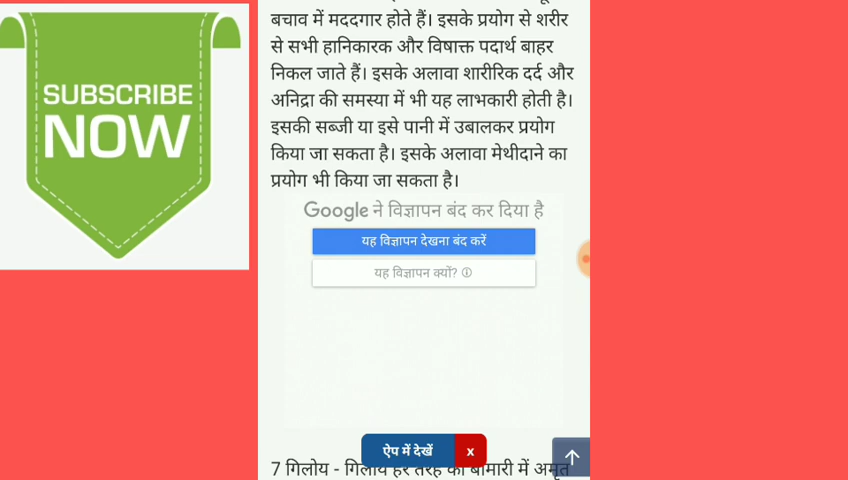 SUBSCRIBE
NOW
बचाव में मददगार होते हैं। इसके प्रयोग से शरीर
से सभी हानिकारक और विषाक्त पदार्थ बाहर
निकल जाते हैं। इसके अलावा शारीरिक दर्द और
अनिद्रा की समस्या में भी यह लाभकारी होती है।
इसकी सब्जी या इसे पानी में उबालकर प्रयोग
किया जा सकता है। इसके अलावा मेथीदाने का
प्रयोग भी किया जा सकता है।
Google ने विज्ञापन बंद कर दिया है
यह विज्ञापन देखना बंद करें
यह विज्ञापन क्यों?
ऐप में देखें x
7 गिलोय - गिलोय हर तरह की बीमारी में अमृत